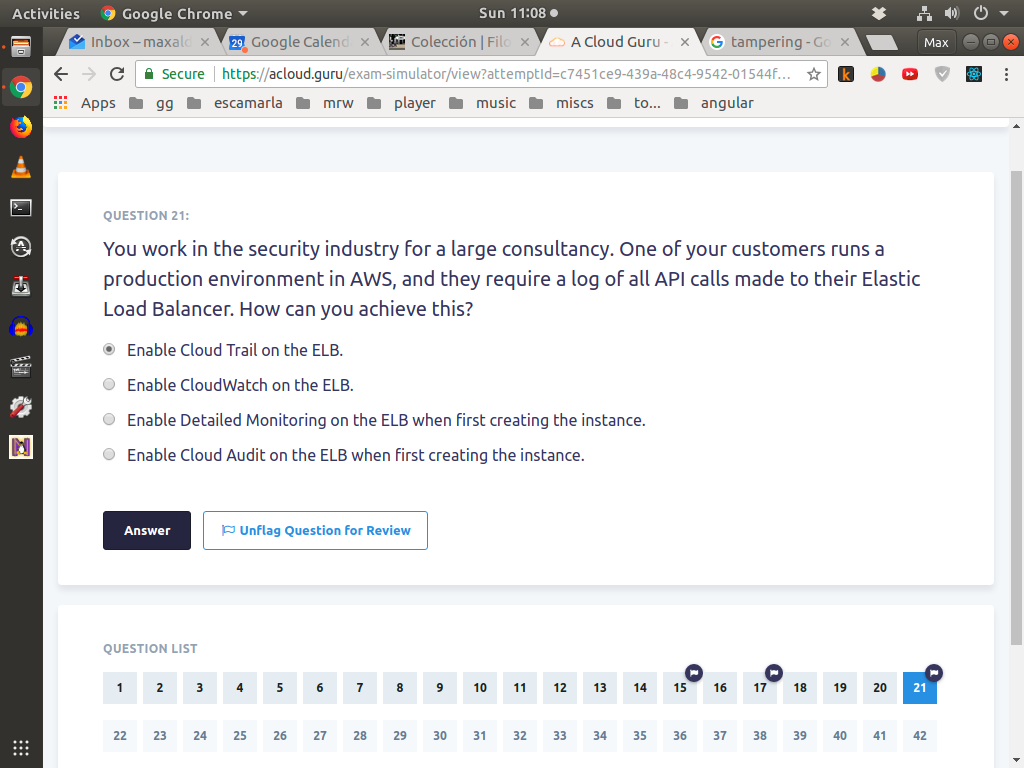 Activities Google Chrome Sun 11:08
Inbox – maxald Google Calend Colección | Filo A Cloud Guru - tampering - Go Max
Secure https://acloud.guru/exam-simulator/view?attemptId=c7451ce9-439a-48c4-9542-01544f...
Apps gg escamarla mrw player music miscs to... angular
QUESTION 21:
You work in the security industry for a large consultancy. One of your customers runs a
production environment in AWS, and they require a log of all API calls made to their Elastic
Load Balancer. How can you achieve this?
Enable Cloud Trail on the ELB.
Enable CloudWatch on the ELB.
Enable Detailed Monitoring on the ELB when first creating the instance.
Enable Cloud Audit on the ELB when first creating the instance.
Answer Unflag Question for Review
QUESTION LIST
1 2 3 4 5 6 7 8 9 10 11 12 13 14 15 16 17 18 19 20 21
22 23 24 25 26 27 28 29 30 31 32 33 34 35 36 37 38 39 40 41 42